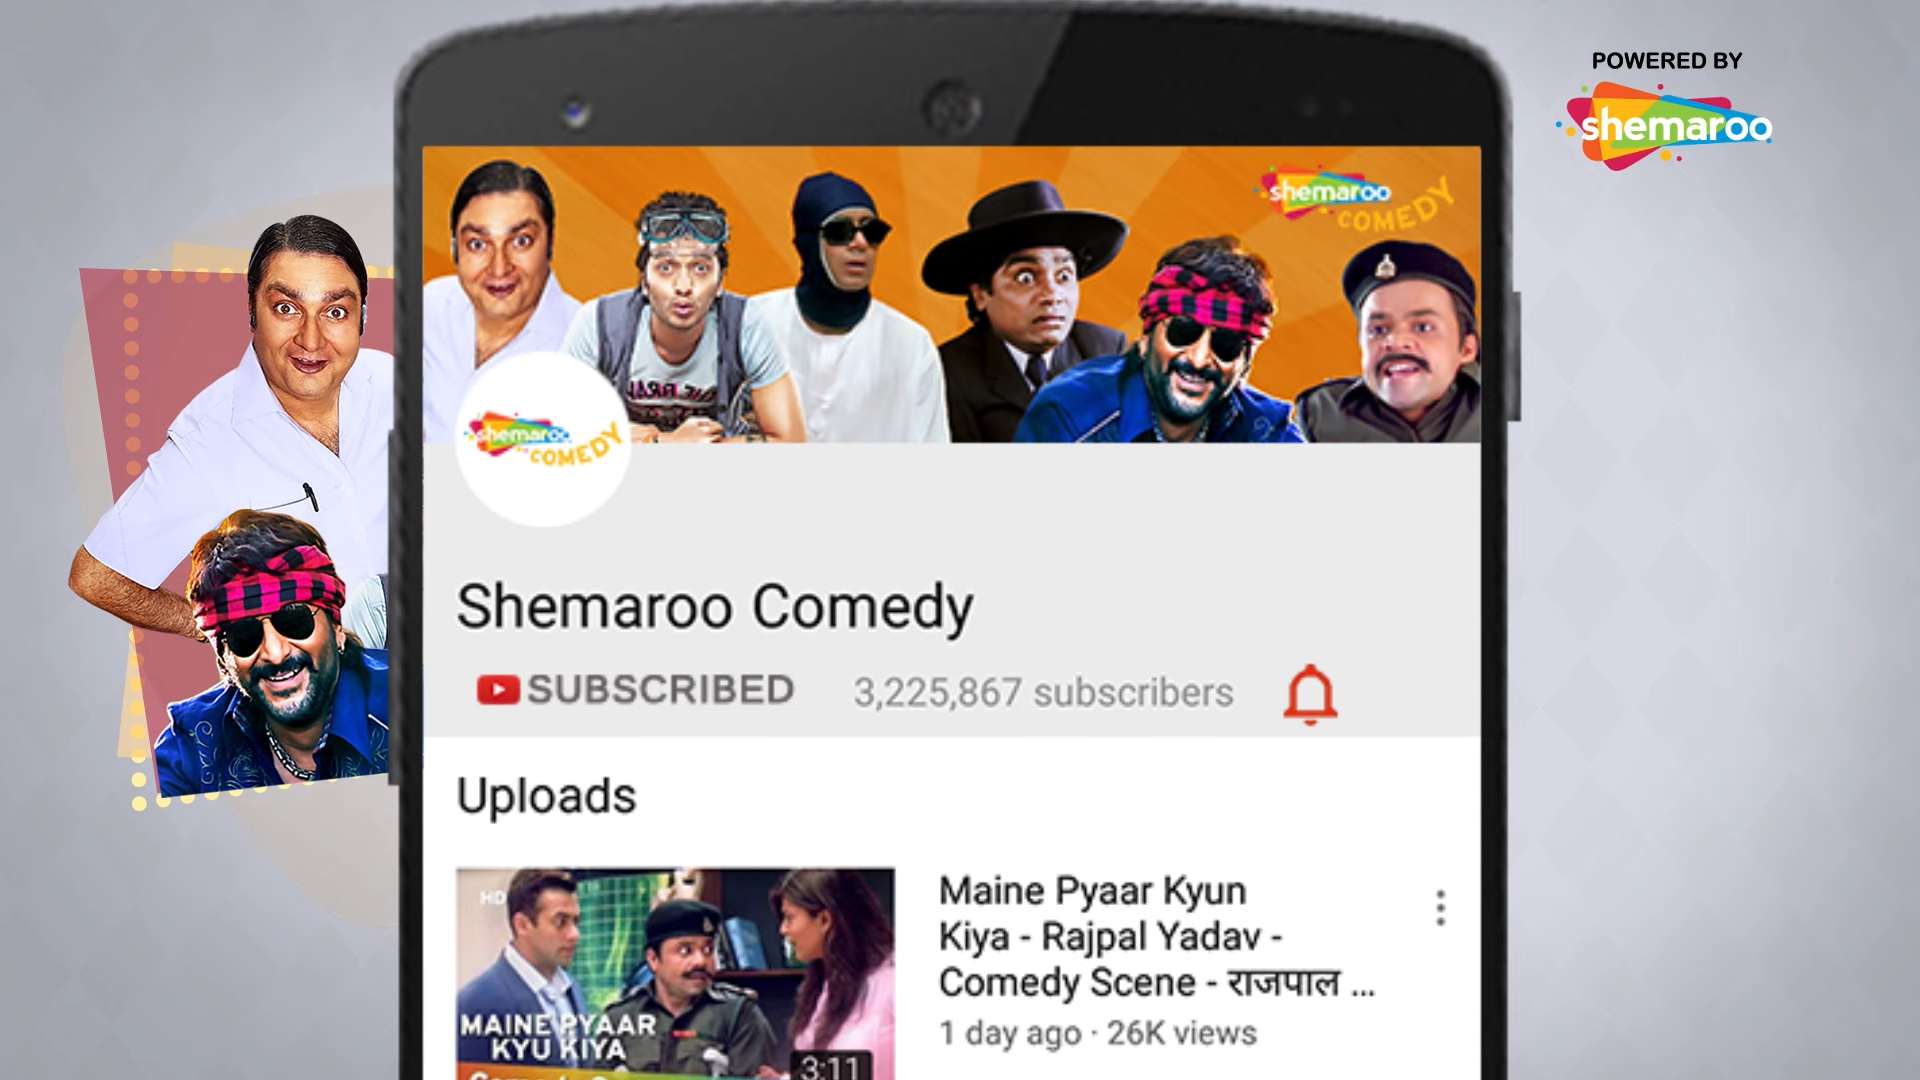 POWERED BY
shemaroo
shemaroo
COMEDY
shemaroo
COMEDY
Shemaroo Comedy
SUBSCRIBED
3,225,867 subscribers
Uploads
HD
MAINE PYAAR
KYU KIYA
3:11
Maine Pyaar Kyun
Kiya - Rajpal Yadav -
Comedy Scene - राजपाल ...
1 day ago · 26K views